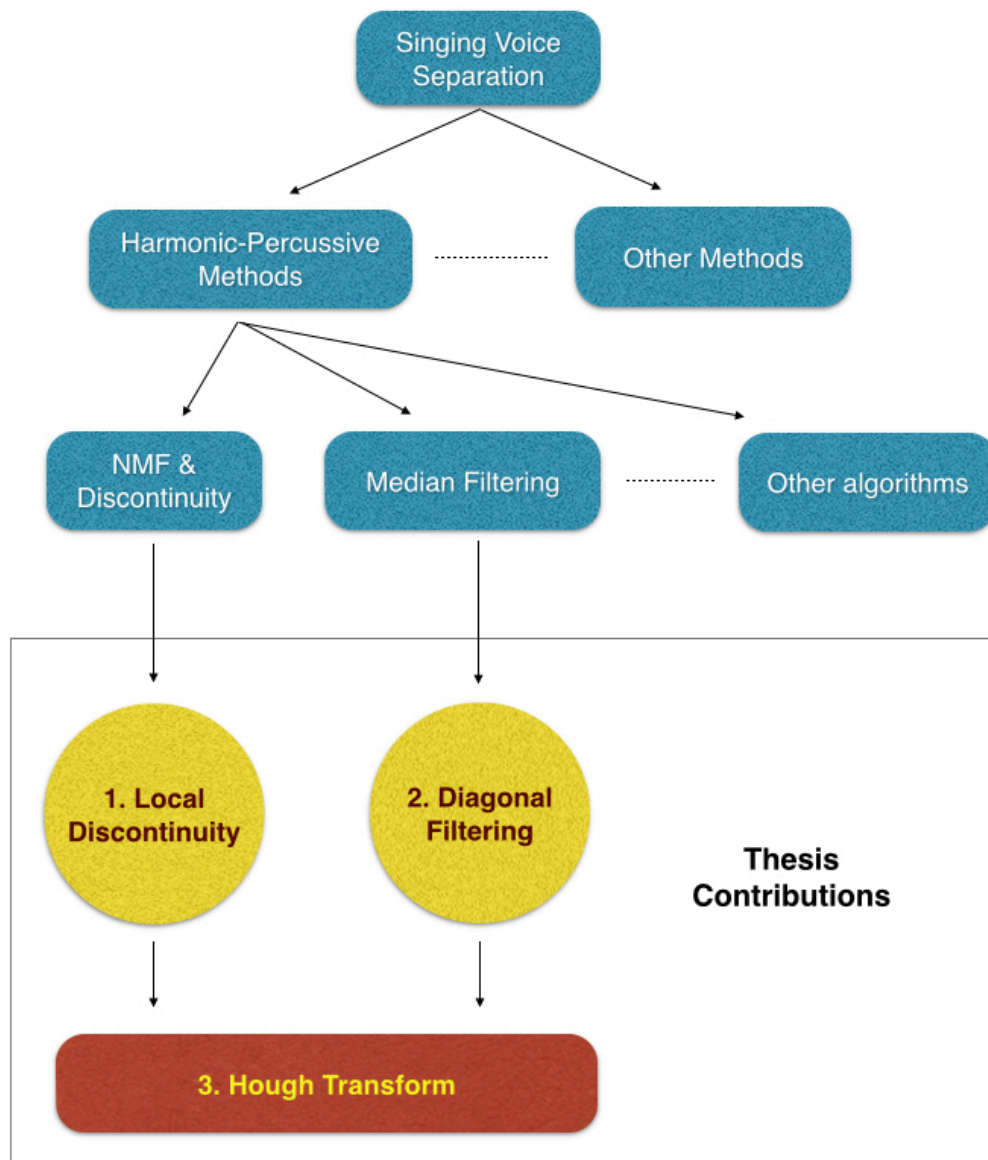 Singing Voice
Separation
Harmonic-Percussive
Methods
Other Methods
NMF &
Discontinuity
Median Filtering
Other algorithms
1. Local
Discontinuity
2. Diagonal
Filtering
Thesis
Contributions
3. Hough Transform